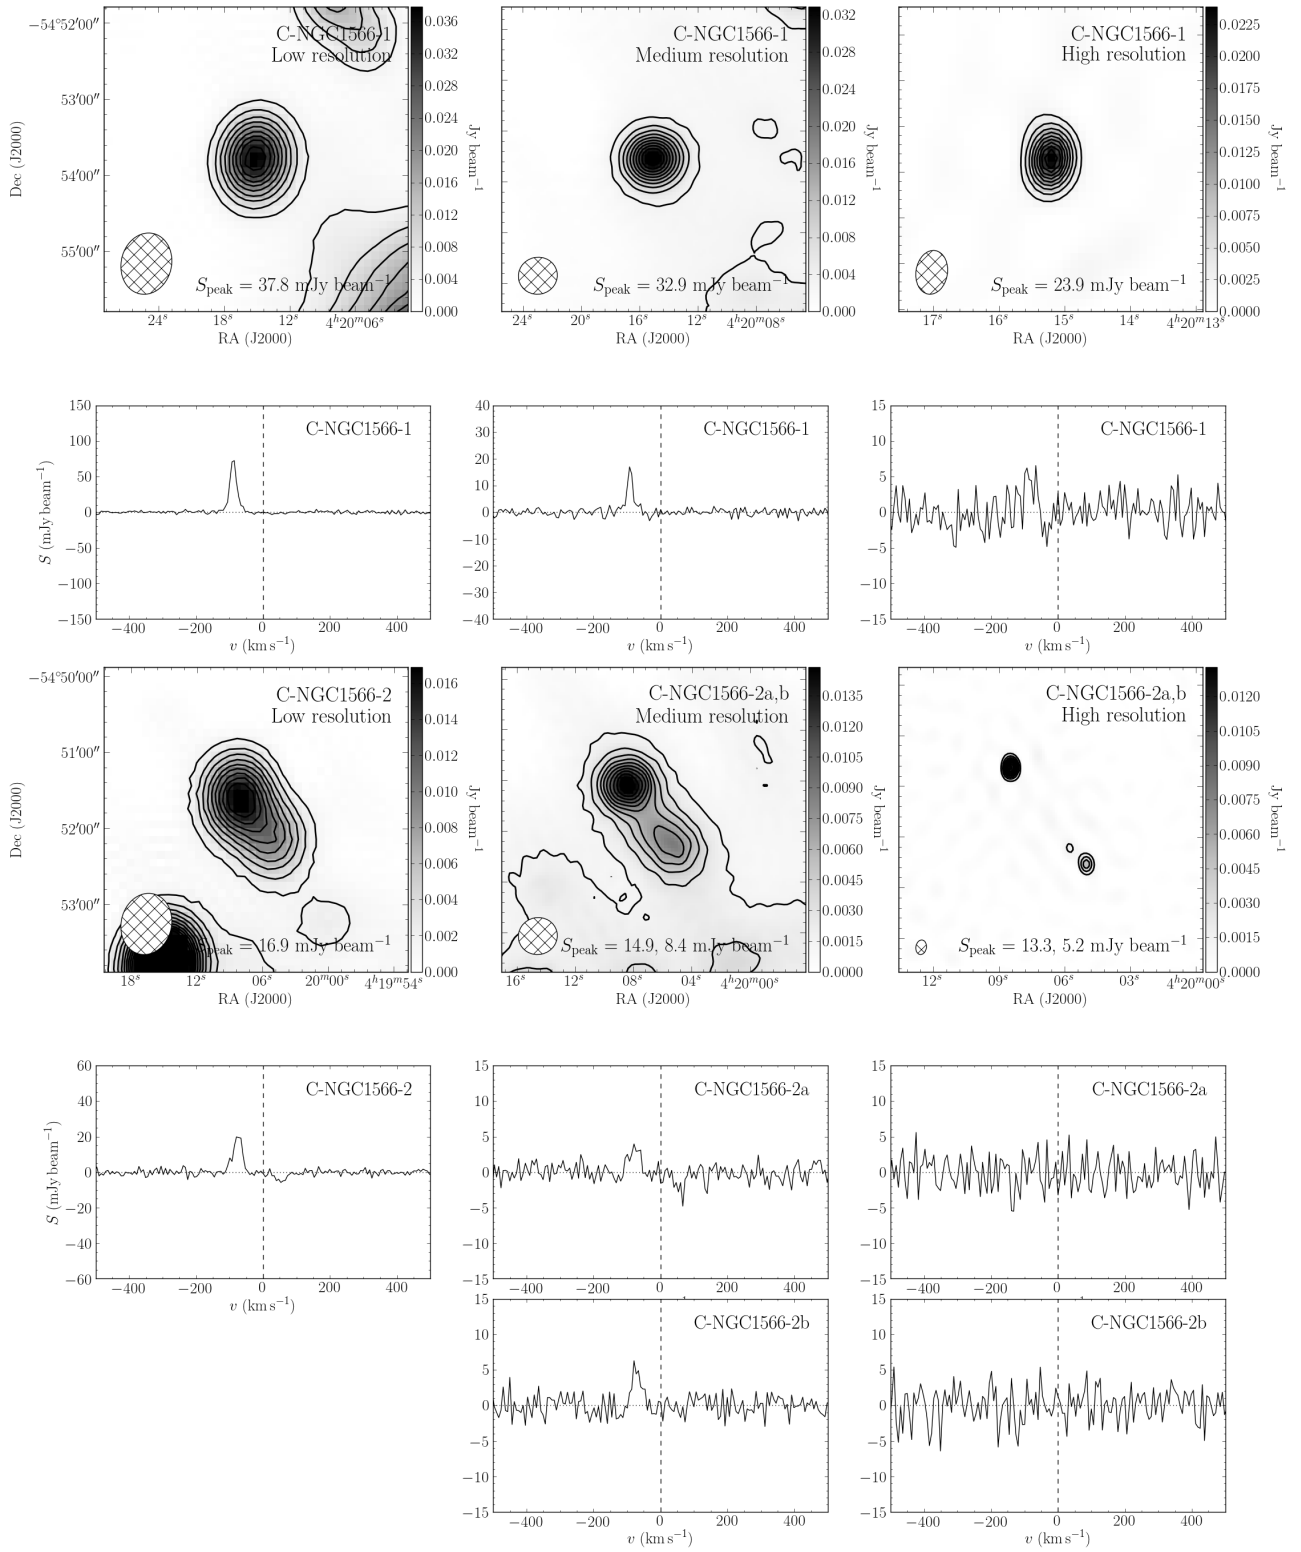 C-NGC1566-1
Low resolution
S_peak = 37.8 mJy beam⁻¹
−54°52′00″
53′00″
54′00″
55′00″
Dec (J2000)
24ˢ 18ˢ 12ˢ 4ʰ20ᵐ06ˢ
RA (J2000)
0.036
0.032
0.028
0.024
0.020
0.016
0.012
0.008
0.004
0.000
Jy beam⁻¹
C-NGC1566-1
Medium resolution
S_peak = 32.9 mJy beam⁻¹
24ˢ 20ˢ 16ˢ 12ˢ 4ʰ20ᵐ08ˢ
RA (J2000)
0.032
0.028
0.024
0.020
0.016
0.012
0.008
0.004
0.000
Jy beam⁻¹
C-NGC1566-1
High resolution
S_peak = 23.9 mJy beam⁻¹
17ˢ 16ˢ 15ˢ 14ˢ 4ʰ20ᵐ13ˢ
RA (J2000)
0.0225
0.0200
0.0175
0.0150
0.0125
0.0100
0.0075
0.0050
0.0025
0.0000
Jy beam⁻¹
C-NGC1566-1
150
100
50
0
−50
−100
−150
S (mJy beam⁻¹)
−400 −200 0 200 400
v (km s⁻¹)
C-NGC1566-1
40
30
20
10
0
−10
−20
−30
−40
−400 −200 0 200 400
v (km s⁻¹)
C-NGC1566-1
15
10
5
0
−5
−10
−15
−400 −200 0 200 400
v (km s⁻¹)
C-NGC1566-2
Low resolution
S_peak = 16.9 mJy beam⁻¹
−54°50′00″
51′00″
52′00″
53′00″
Dec (J2000)
18ˢ 12ˢ 06ˢ 20ᵐ00ˢ 4ʰ19ᵐ54ˢ
RA (J2000)
0.016
0.014
0.012
0.010
0.008
0.006
0.004
0.002
0.000
Jy beam⁻¹
C-NGC1566-2a,b
Medium resolution
S_peak = 14.9, 8.4 mJy beam⁻¹
16ˢ 12ˢ 08ˢ 04ˢ 4ʰ20ᵐ00ˢ
RA (J2000)
0.0135
0.0120
0.0105
0.0090
0.0075
0.0060
0.0045
0.0030
0.0015
0.0000
Jy beam⁻¹
C-NGC1566-2a,b
High resolution
S_peak = 13.3, 5.2 mJy beam⁻¹
12ˢ 09ˢ 06ˢ 03ˢ 4ʰ20ᵐ00ˢ
RA (J2000)
0.0120
0.0105
0.0090
0.0075
0.0060
0.0045
0.0030
0.0015
0.0000
Jy beam⁻¹
C-NGC1566-2
60
40
20
0
−20
−40
−60
S (mJy beam⁻¹)
−400 −200 0 200 400
v (km s⁻¹)
C-NGC1566-2a
15
10
5
0
−5
−10
−15
−400 −200 0 200 400
C-NGC1566-2a
15
10
5
0
−5
−10
−15
−400 −200 0 200 400
C-NGC1566-2b
15
10
5
0
−5
−10
−15
−400 −200 0 200 400
v (km s⁻¹)
C-NGC1566-2b
15
10
5
0
−5
−10
−15
−400 −200 0 200 400
v (km s⁻¹)